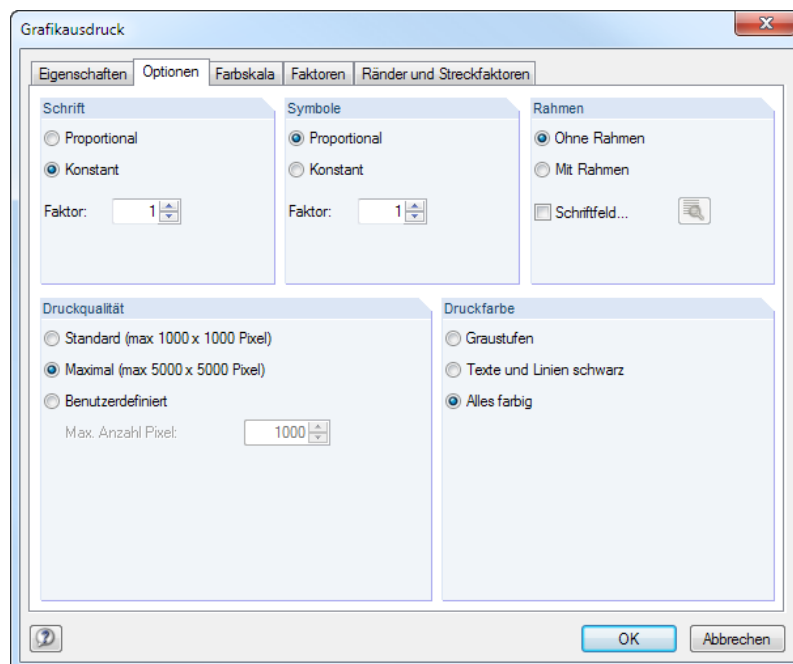 Grafikausdruck
Eigenschaften Optionen Farbskala Faktoren Ränder und Streckfaktoren
Schrift
Proportional
Konstant
Faktor: 1
Symbole
Proportional
Konstant
Faktor: 1
Rahmen
Ohne Rahmen
Mit Rahmen
Schriftfeld...
Druckqualität
Standard (max 1000 x 1000 Pixel)
Maximal (max 5000 x 5000 Pixel)
Benutzerdefiniert
Max. Anzahl Pixel: 1000
Druckfarbe
Graustufen
Texte und Linien schwarz
Alles farbig
OK Abbrechen